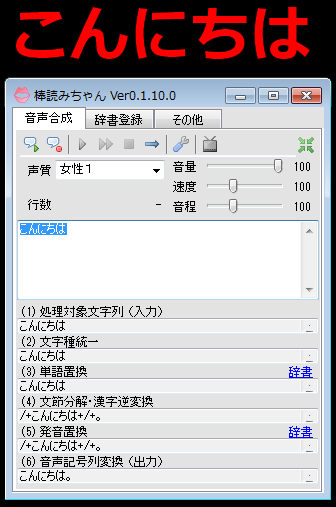 こんにちは
棒読みちゃん Ver0.1.10.0
音声合成 辞書登録 その他
声質 女性1 音量 100
速度 100
行数 - 音程 100
こんにちは
(1) 処理対象文字列 (入力)
こんにちは
(2) 文字種統一
こんにちは
(3) 単語置換 辞書
こんにちは
(4) 文節分解・漢字逆変換
/+こんにちは+/+。
(5) 発音置換 辞書
/+こんにちは+/+。
(6) 音声記号列変換 (出力)
こんにちは。